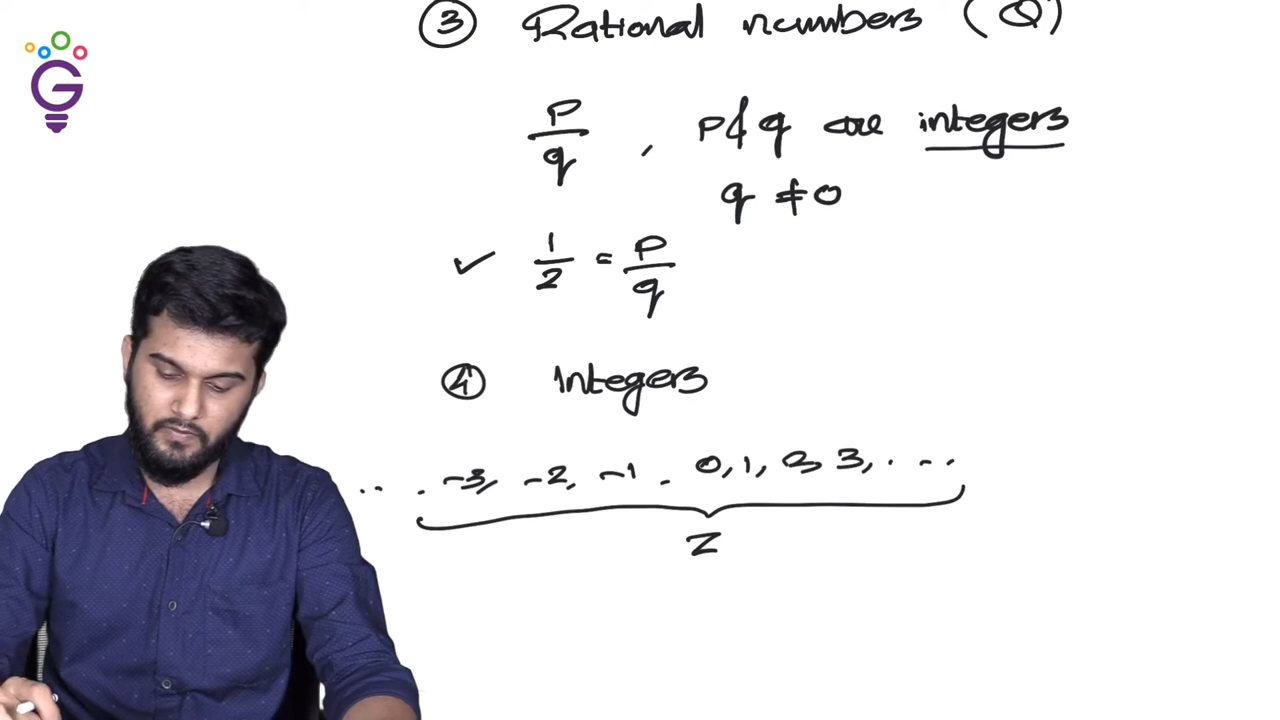 ③ Rational numbers (Q)
p/q , p & q are integers
q ≠ 0
✓ 1/2 = p/q
④ Integers
.. . -3, -2, -1 . 0, 1, 2, 3, . ...
Z
G